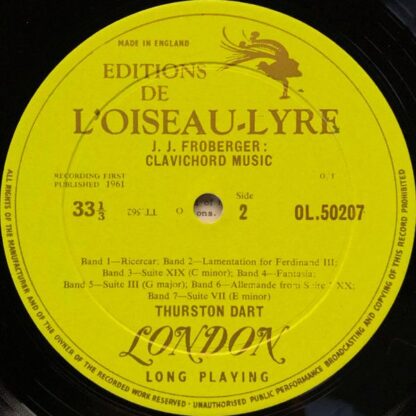 MADE IN ENGLAND
EDITIONS
DE
L'OISEAU-LYRE
J. J. FROBERGER:
CLAVICHORD MUSIC
RECORDING FIRST
PUBLISHED 1961
Side
33⅓
2
OL.50207
Band 1—Ricercar; Band 2—Lamentation for Ferdinand III;
Band 3—Suite XIX (C minor); Band 4—Fantasia;
Band 5—Suite III (G major); Band 6—Allemande from Suite XX;
Band 7—Suite VII (E minor)
THURSTON DART
LONDON
LONG PLAYING
ALL RIGHTS OF THE MANUFACTURER AND OF THE OWNER OF THE RECORDED WORK RESERVED · UNAUTHORISED PUBLIC PERFORMANCE BROADCASTING AND COPYING OF THIS RECORD PROHIBITED